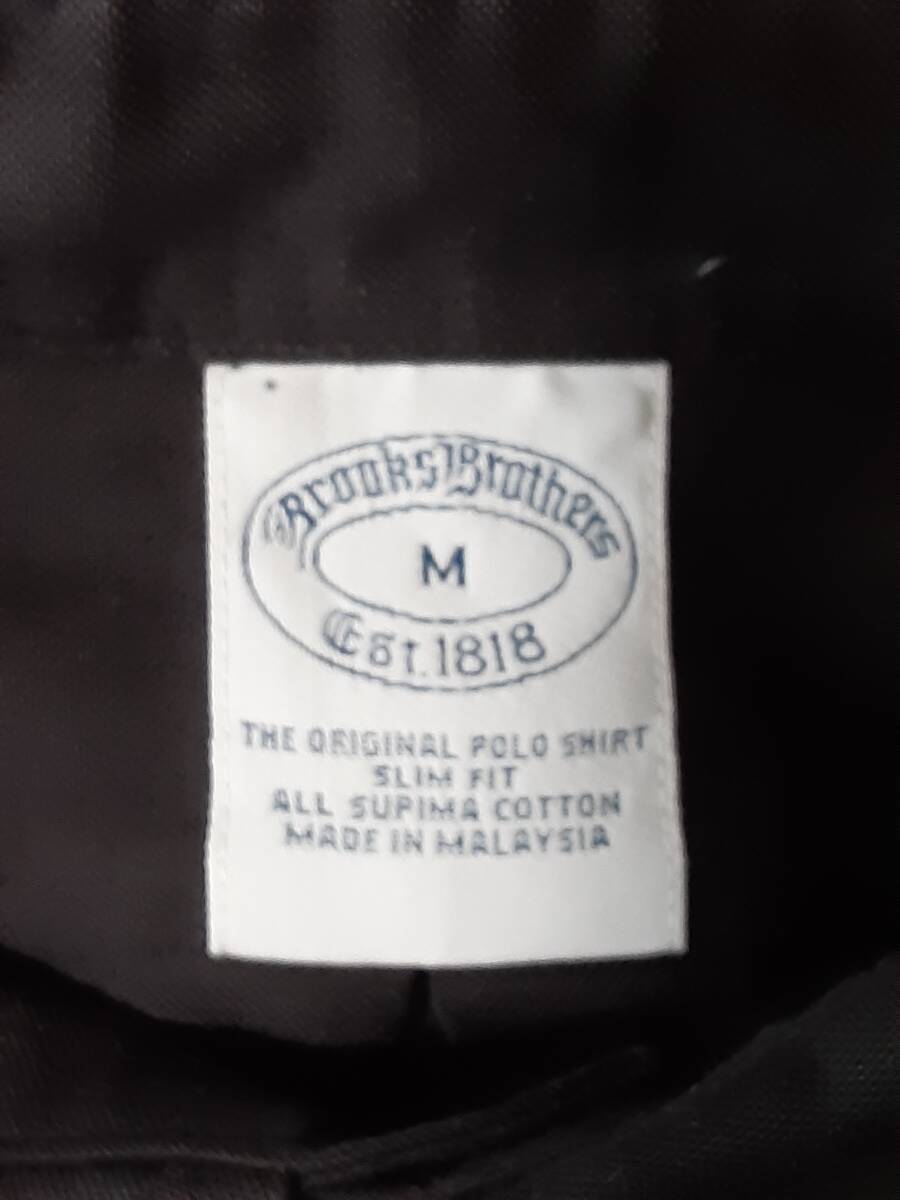 Brooks Brothers
M
Est. 1818
THE ORIGINAL POLO SHIRT
SLIM FIT
ALL SUPIMA COTTON
MADE IN MALAYSIA